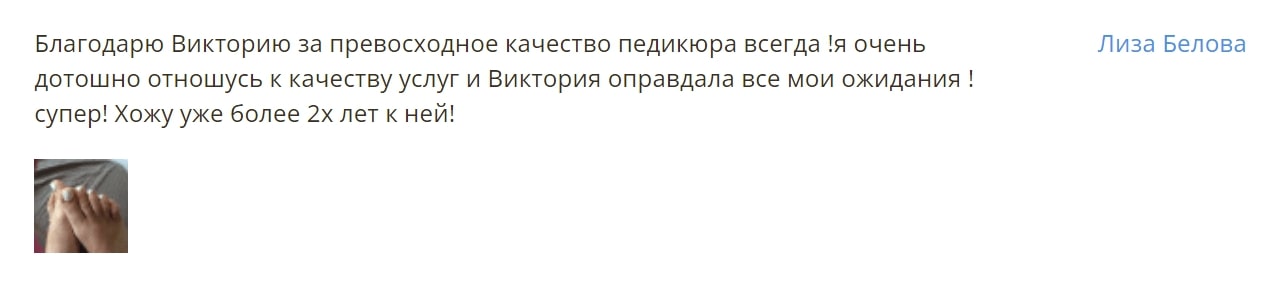 Благодарю Викторию за превосходное качество педикюра всегда !я очень
дотошно отношусь к качеству услуг и Виктория оправдала все мои ожидания !
супер! Хожу уже более 2х лет к ней!
Лиза Белова